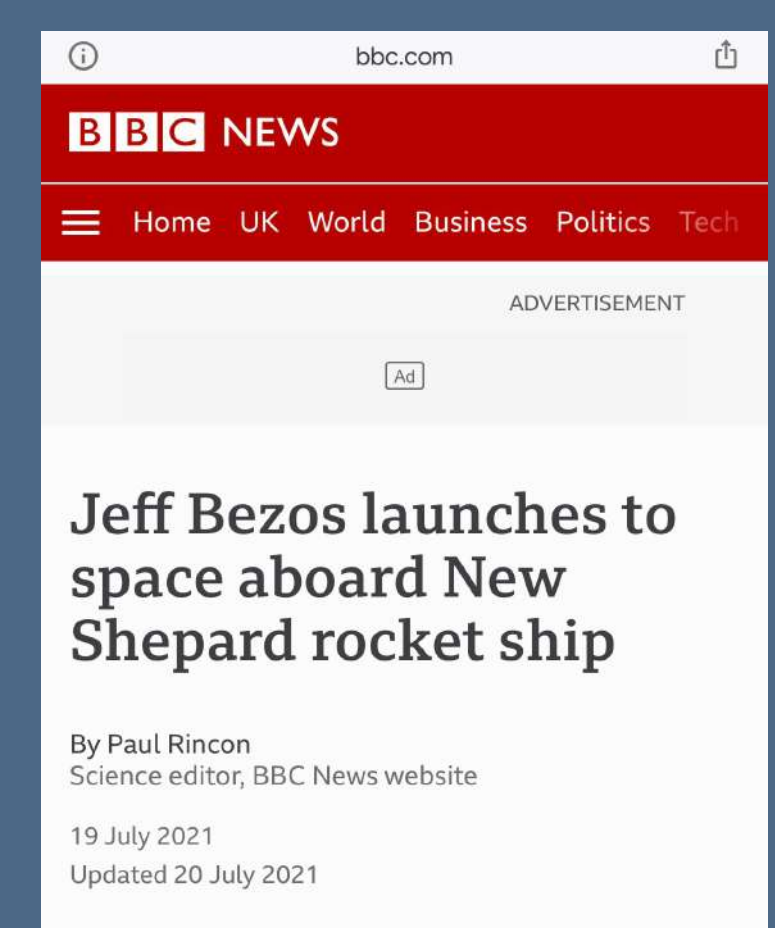 bbc.com
BBC NEWS
Home UK World Business Politics Tech
ADVERTISEMENT
Ad
Jeff Bezos launches to
space aboard New
Shepard rocket ship
By Paul Rincon
Science editor, BBC News website
19 July 2021
Updated 20 July 2021